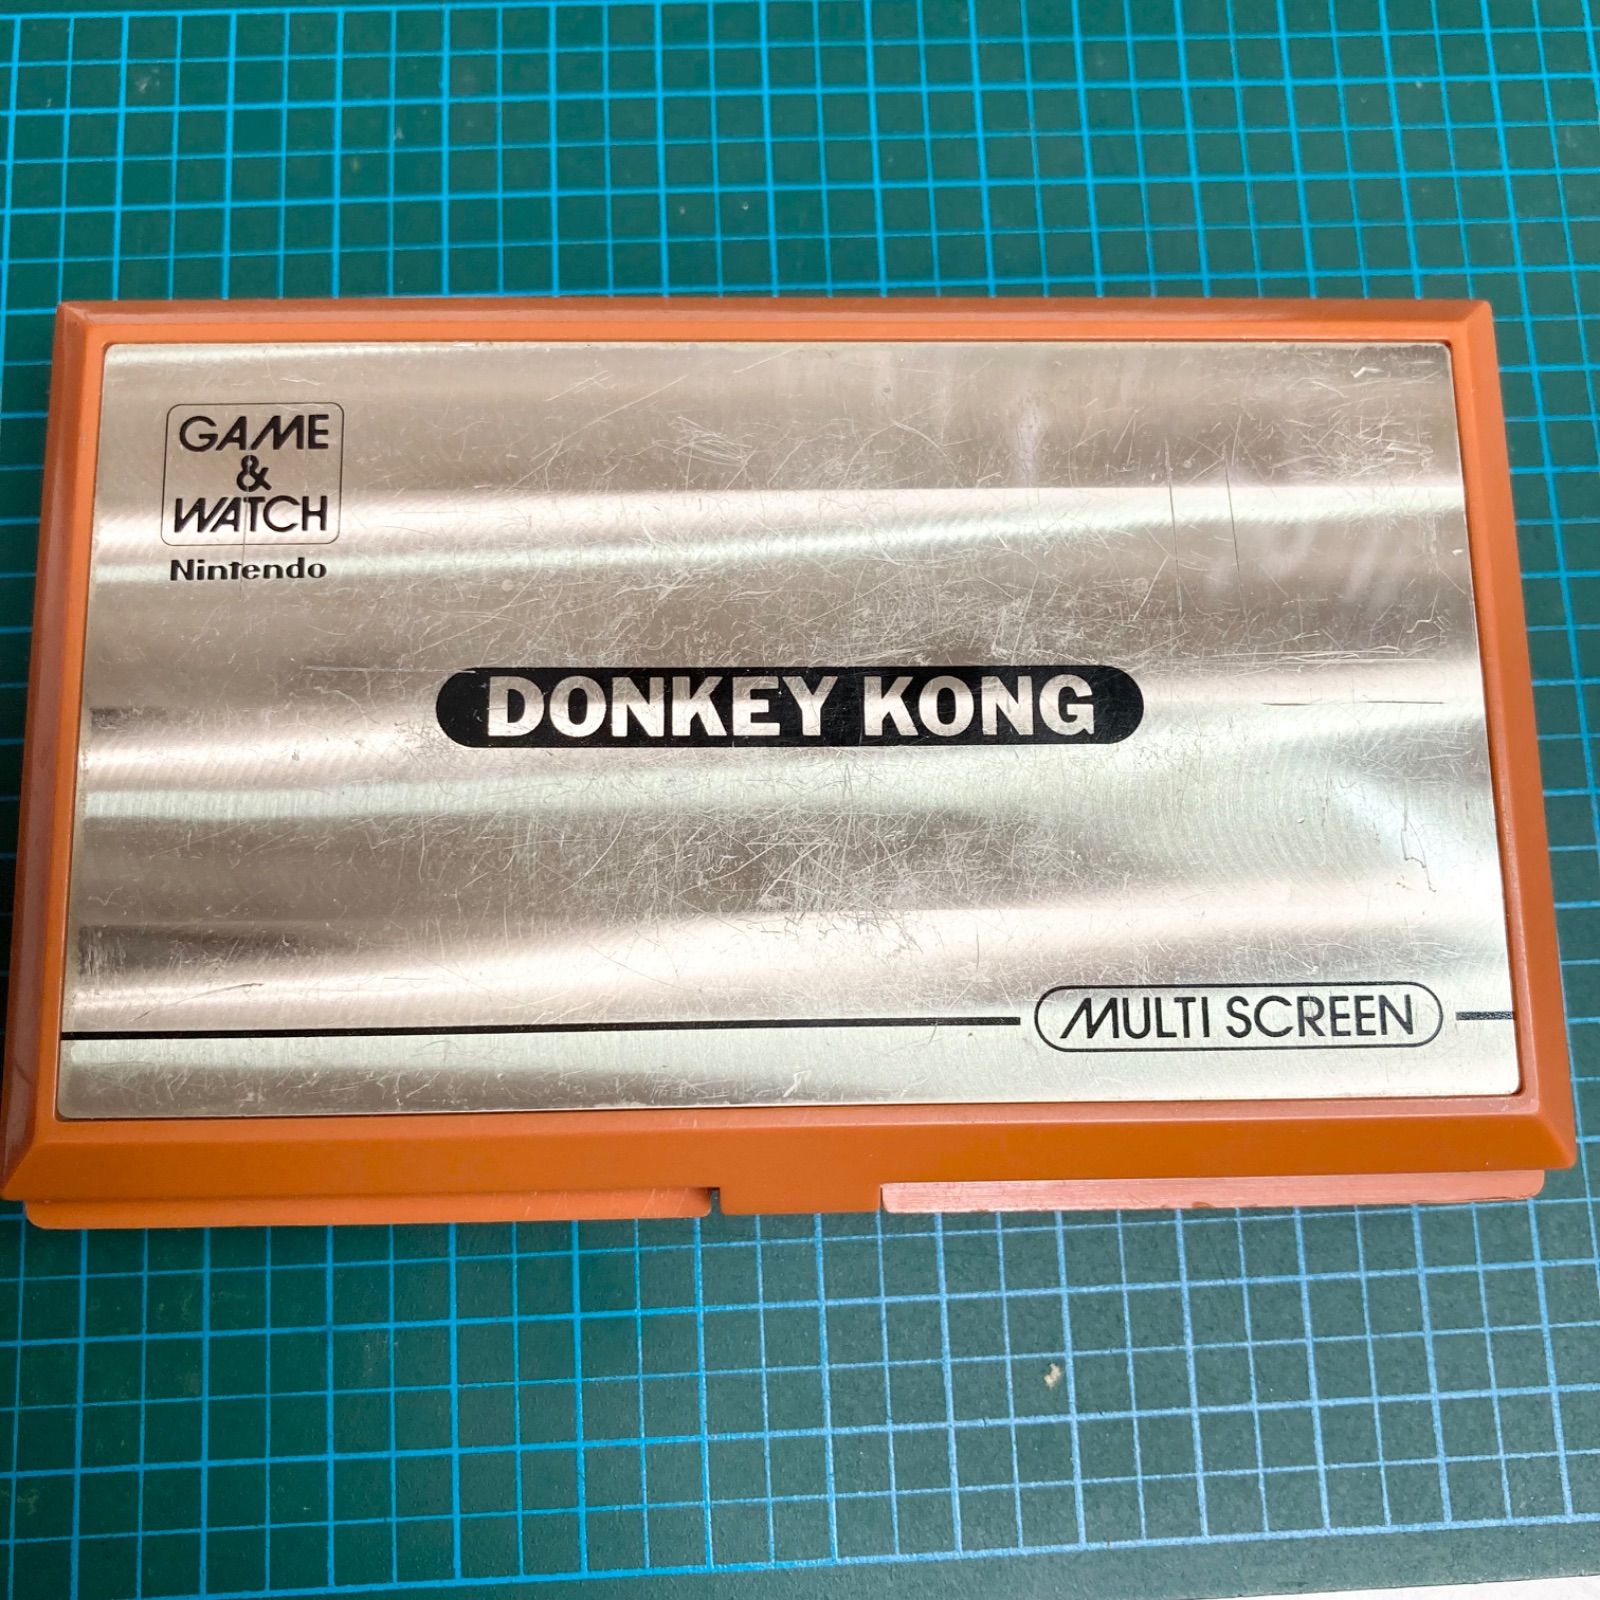 GAME
&
WATCH
Nintendo
DONKEY KONG
MULTI SCREEN